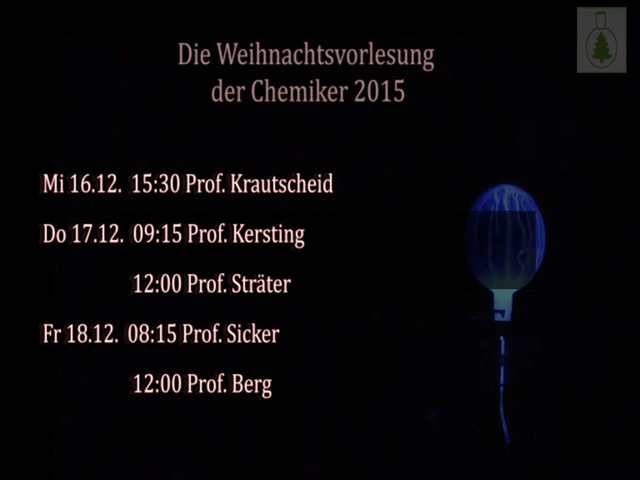 Die Weihnachtsvorlesung
der Chemiker 2015
Mi 16.12. 15:30 Prof. Krautscheid
Do 17.12. 09:15 Prof. Kersting
12:00 Prof. Sträter
Fr 18.12. 08:15 Prof. Sicker
12:00 Prof. Berg